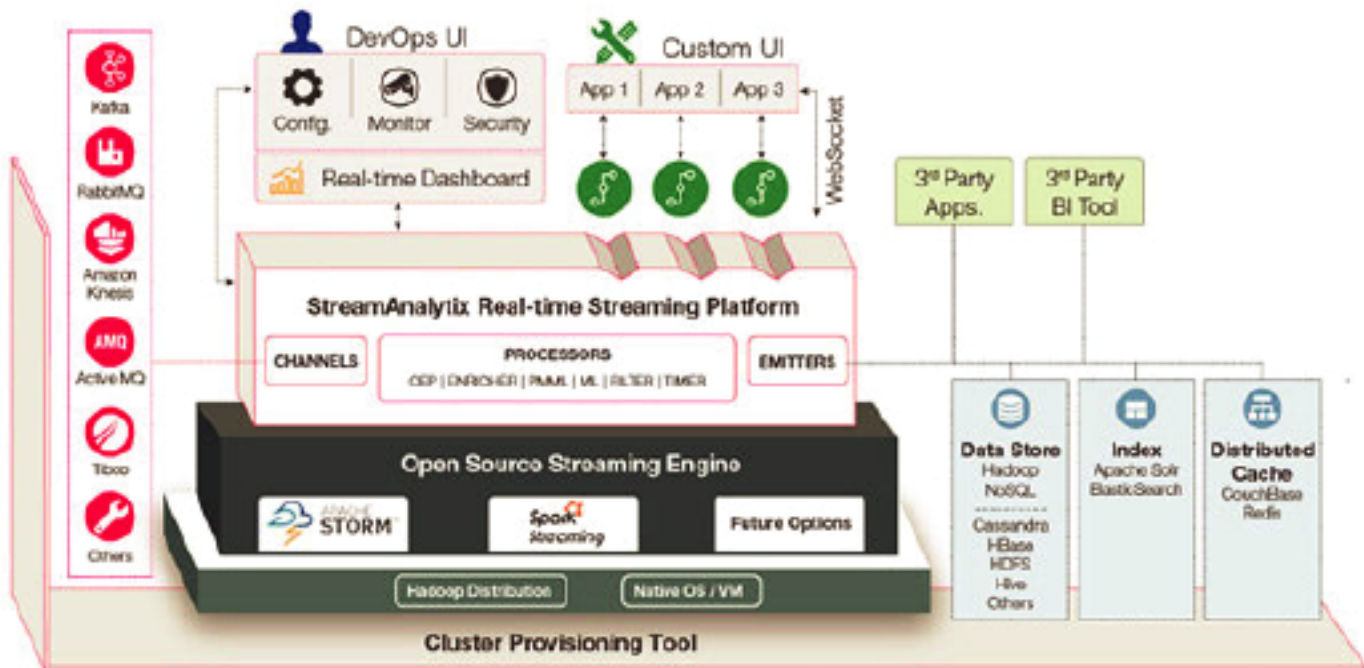 DevOps UI
Config.
Monitor
Security
Real-time Dashboard
Custom UI
App 1
App 2
App 3
WebSocket
Kafka
RabbitMQ
Amazon
Kinesis
AMQ
Active MQ
Tibco
Others
3rd Party
Apps.
3rd Party
BI Tool
StreamAnalytix Real-time Streaming Platform
CHANNELS
PROCESSORS
CEP | ENRICHER | PMML | ML | FILTER | TIMER
EMITTERS
Open Source Streaming Engine
APACHE
STORM™
Spark
Streaming
Future Options
Hadoop Distribution
Native OS / VM
Cluster Provisioning Tool
Data Store
Hadoop
NoSQL
Cassandra
HBase
HDFS
Hive
Others
Index
Apache Solr
ElasticSearch
Distributed
Cache
CouchBase
Redis